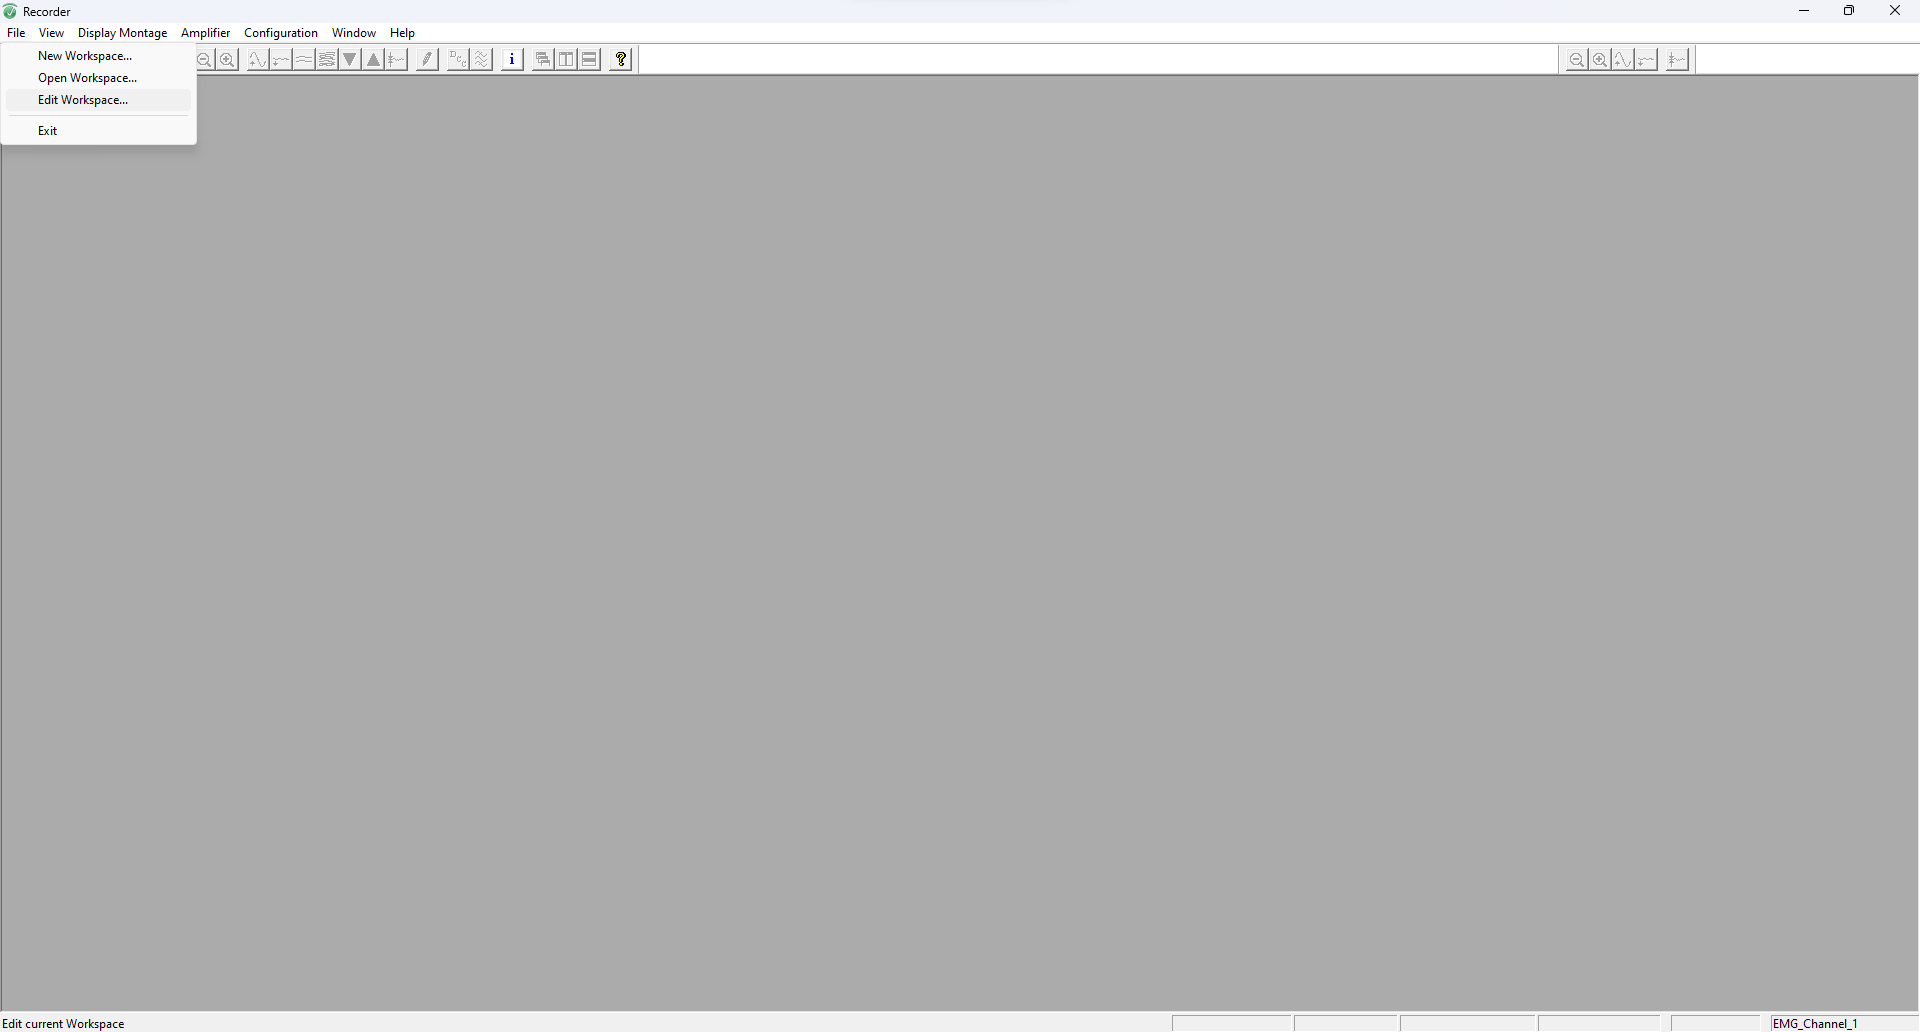 Recorder
File View Display Montage Amplifier Configuration Window Help
New Workspace...
Open Workspace...
Edit Workspace...
Exit
D C C
i
?
Edit current Workspace
EMG_Channel_1